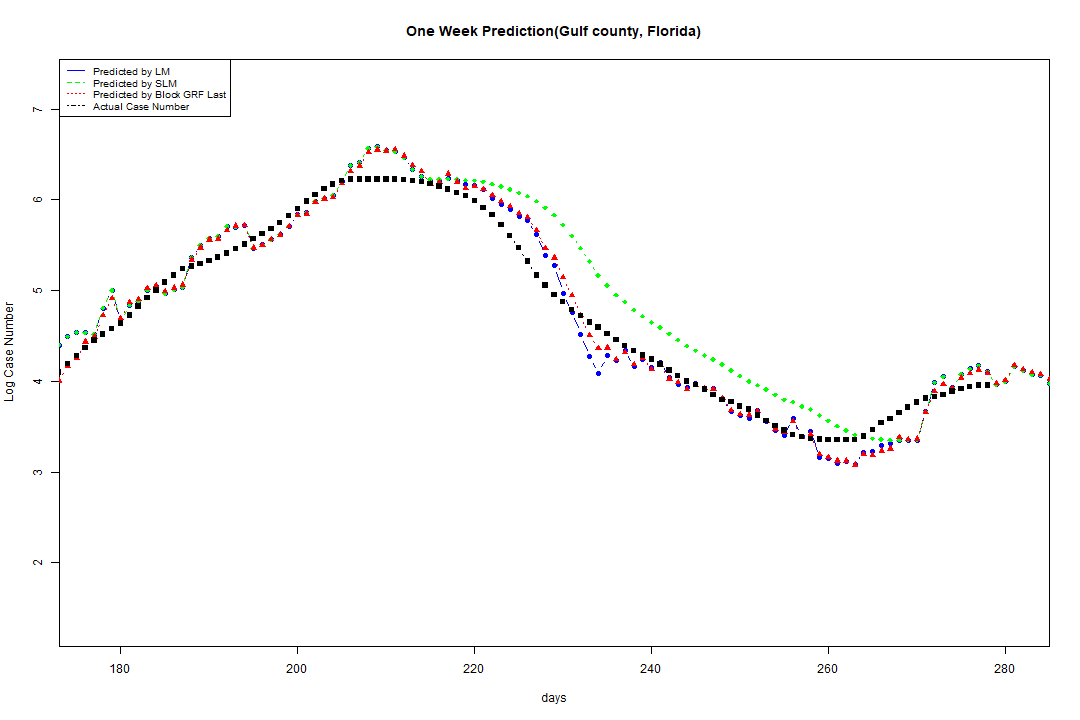 One Week Prediction(Gulf county, Florida)
Predicted by LM
Predicted by SLM
Predicted by Block GRF Last
Actual Case Number
7
6
5
4
3
2
Log Case Number
180
200
220
240
260
280
days